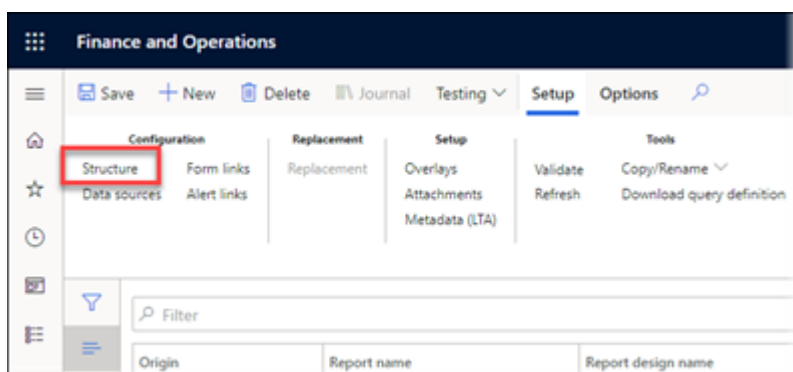 Finance and Operations
Save New Delete Journal Testing Setup Options
Configuration Replacement Setup Tools
Structure Form links Replacement Overlays Validate Copy/Rename
Data sources Alert links Attachments Refresh Download query definition
Metadata (LTA)
Filter
Origin Report name Report design name